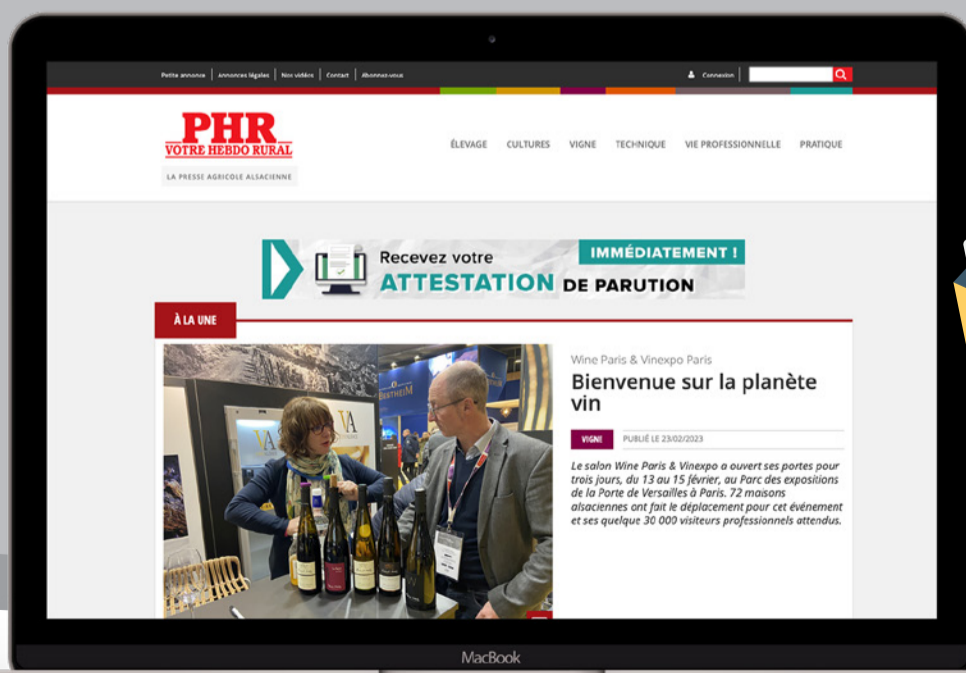 Petite annonce | Annonces légales | Nos vidéos | Contact | Abonnez-vous
Connexion
PHR
VOTRE HEBDO RURAL
LA PRESSE AGRICOLE ALSACIENNE
ÉLEVAGE CULTURES VIGNE TECHNIQUE VIE PROFESSIONNELLE PRATIQUE
Recevez votre IMMÉDIATEMENT !
ATTESTATION DE PARUTION
À LA UNE
BESTHEIM
VA
VA
Wine Paris & Vinexpo Paris
Bienvenue sur la planète
vin
VIGNE PUBLIÉ LE 23/02/2023
Le salon Wine Paris & Vinexpo a ouvert ses portes pour
trois jours, du 13 au 15 février, au Parc des expositions
de la Porte de Versailles à Paris. 72 maisons
alsaciennes ont fait le déplacement pour cet événement
et ses quelque 30 000 visiteurs professionnels attendus.
MacBook